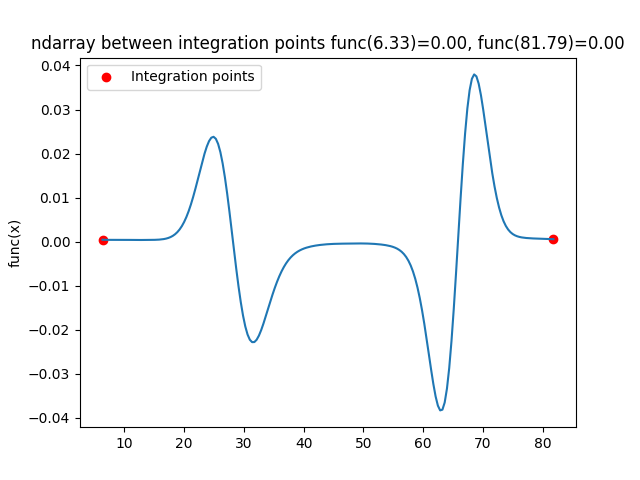 ndarray between integration points func(6.33)=0.00, func(81.79)=0.00
Integration points
func(x)
0.04
0.03
0.02
0.01
0.00
−0.01
−0.02
−0.03
−0.04
10 20 30 40 50 60 70 80